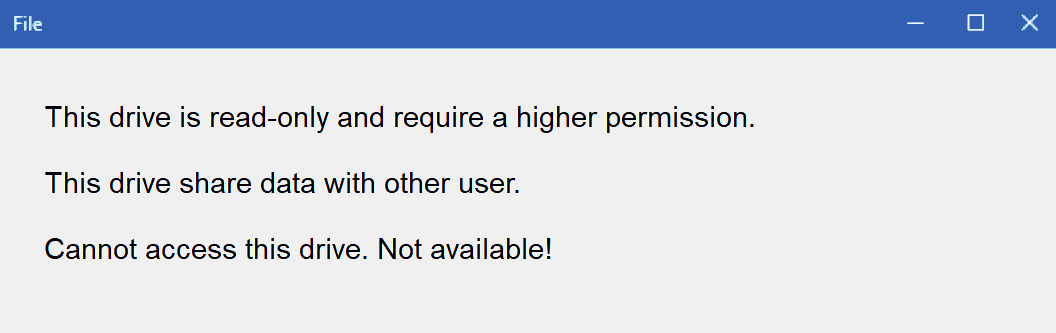 File
This drive is read-only and require a higher permission.
This drive share data with other user.
Cannot access this drive. Not available!